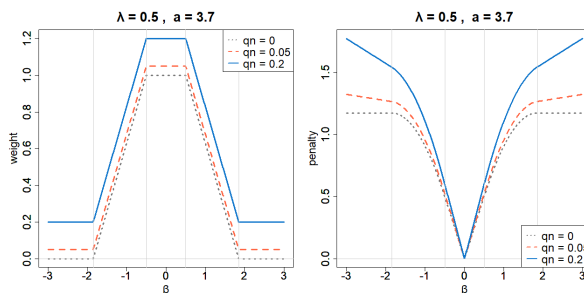 λ = 0.5 , a = 3.7
weight
1.2
1.0
0.8
0.6
0.4
0.2
0.0
qn = 0
qn = 0.05
qn = 0.2
-3 -2 -1 0 1 2 3
β
λ = 0.5 , a = 3.7
penalty
1.5
1.0
0.5
0.0
qn = 0
qn = 0.05
qn = 0.2
-3 -2 -1 0 1 2 3
β